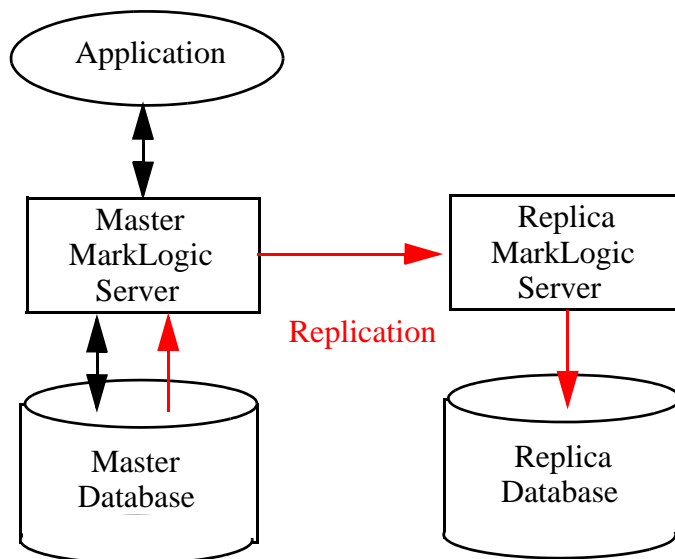 Application
Master
MarkLogic
Server
Replica
MarkLogic
Server
Replication
Master
Database
Replica
Database